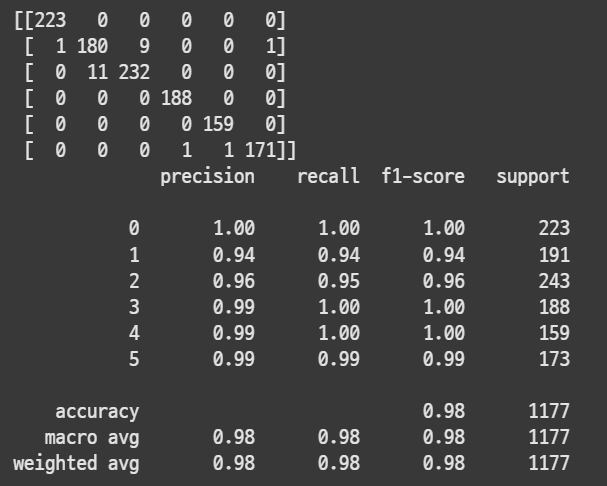 [[223   0   0   0   0   0]
 [  1 180   9   0   0   1]
 [  0  11 232   0   0   0]
 [  0   0   0 188   0   0]
 [  0   0   0   0 159   0]
 [  0   0   0   1   1 171]]
              precision    recall  f1-score   support

           0       1.00      1.00      1.00       223
           1       0.94      0.94      0.94       191
           2       0.96      0.95      0.96       243
           3       0.99      1.00      1.00       188
           4       0.99      1.00      1.00       159
           5       0.99      0.99      0.99       173

    accuracy                           0.98      1177
   macro avg       0.98      0.98      0.98      1177
weighted avg       0.98      0.98      0.98      1177